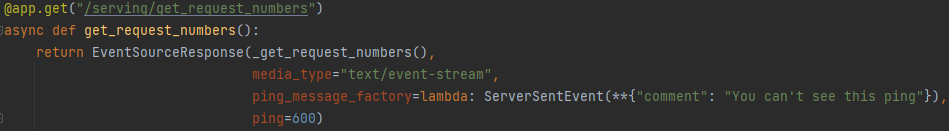 @app.get("/serving/get_request_numbers")
async def get_request_numbers():
    return EventSourceResponse(_get_request_numbers(),
                               media_type="text/event-stream",
                               ping_message_factory=lambda: ServerSentEvent(**{"comment": "You can't see this ping"}),
                               ping=600)